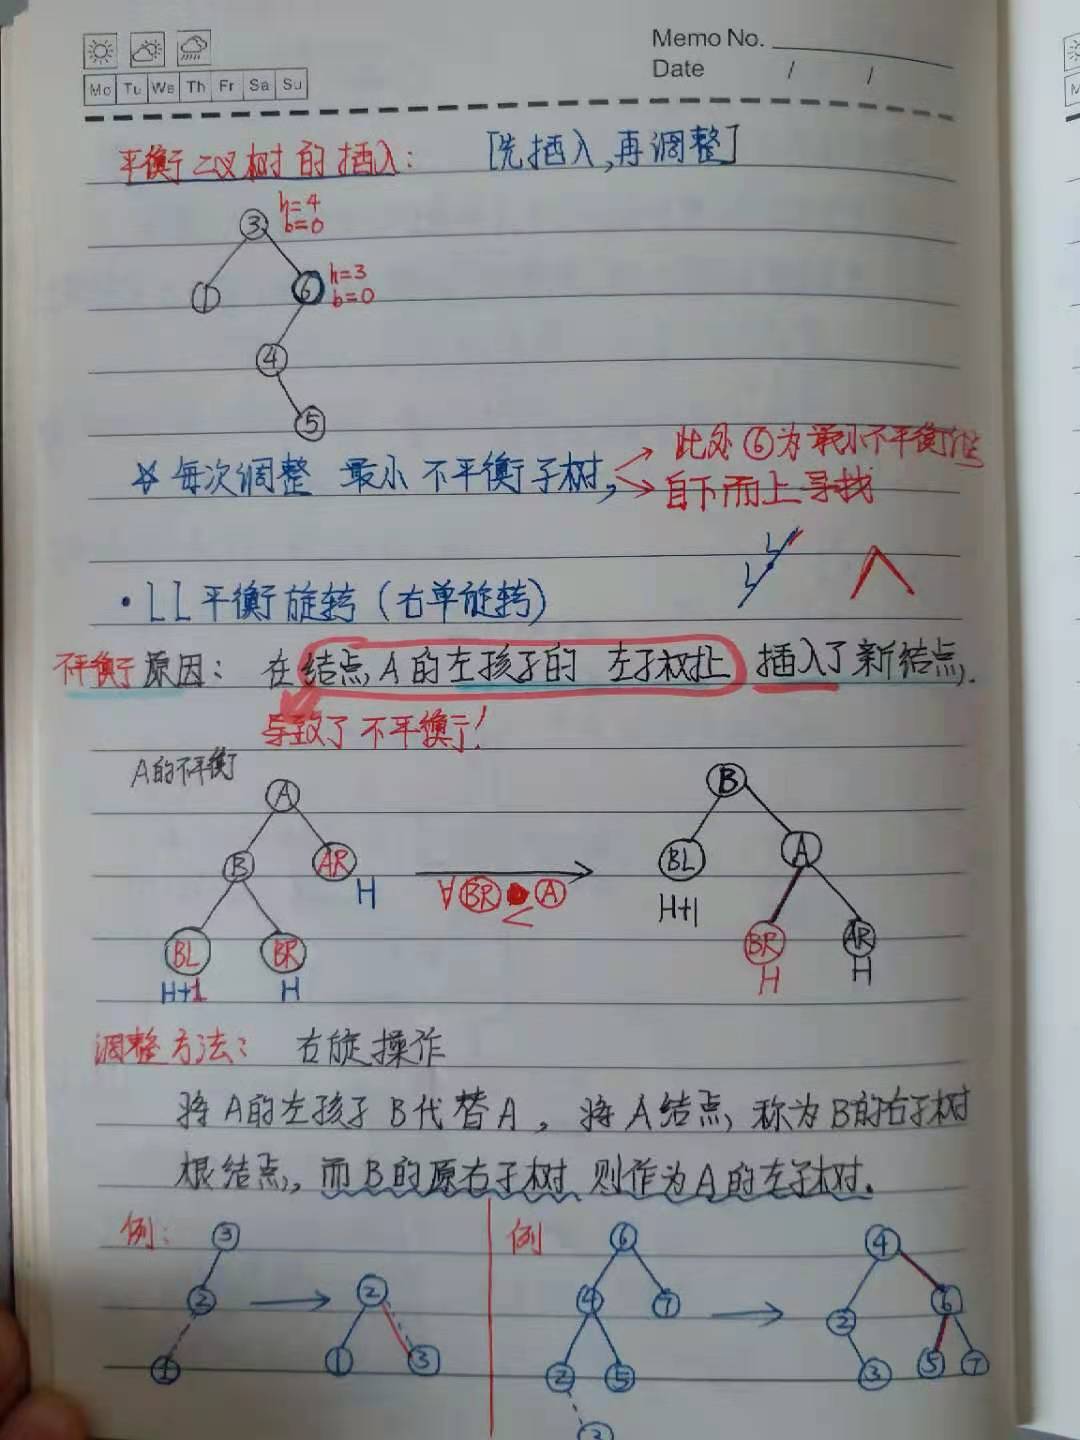 Memo No.
Date / /
Mo Tu We Th Fr Sa Su
平衡二叉树的插入： [先插入,再调整]
h=4
3 b=0
1 6 h=3
b=0
4
5
此处⑥为最小不平衡
☆ 每次调整 最小不平衡子树,
自下而上寻找
L
L
· LL平衡旋转(右单旋转)
不平衡原因： 在结点A的左孩子的 左子树上 插入了新结点,
导致了不平衡了!
A的不平衡
A B
B AR BL A
H ∀ BR < A H+1
BL BR BR AR
H+1 H H H
调整方法： 右旋操作
将A的左孩子B代替A，将A结点称为B的右子树
根结点,而B的原右子树则作为A的左子树.
例： 3 例 6 4
2 2 4 7 2 6
1 1 3 2 5 3 5 7
3